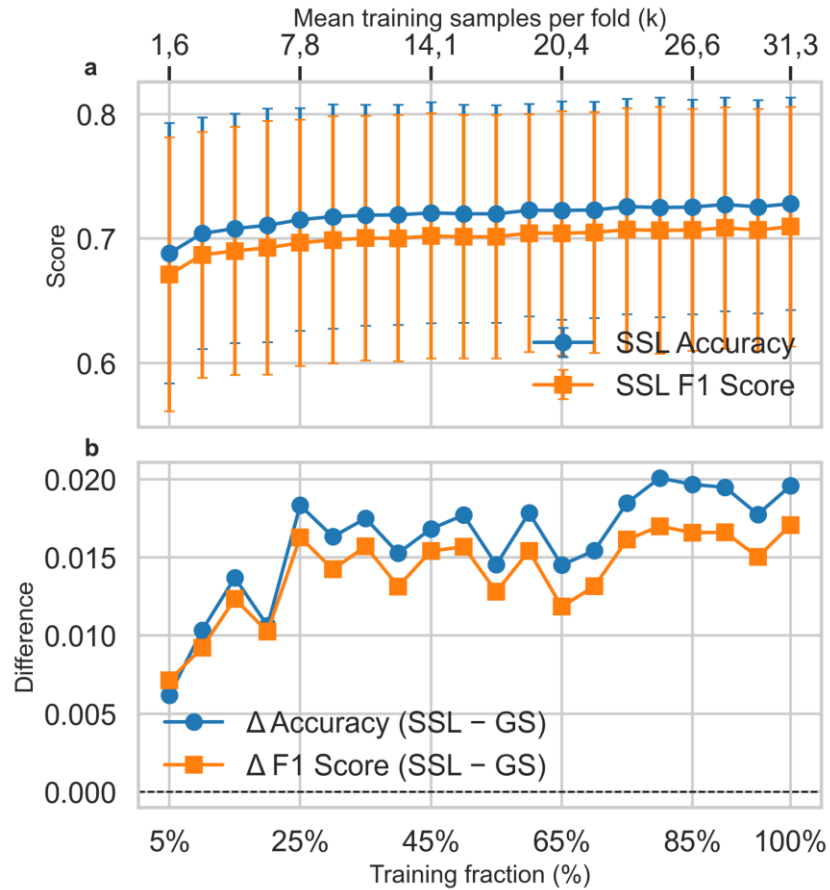 Mean training samples per fold (k)
1,6 7,8 14,1 20,4 26,6 31,3
a
0.8
0.7
0.6
Score
SSL Accuracy
SSL F1 Score
b
0.020
0.015
0.010
0.005
0.000
Difference
Δ Accuracy (SSL − GS)
Δ F1 Score (SSL − GS)
5% 25% 45% 65% 85% 100%
Training fraction (%)